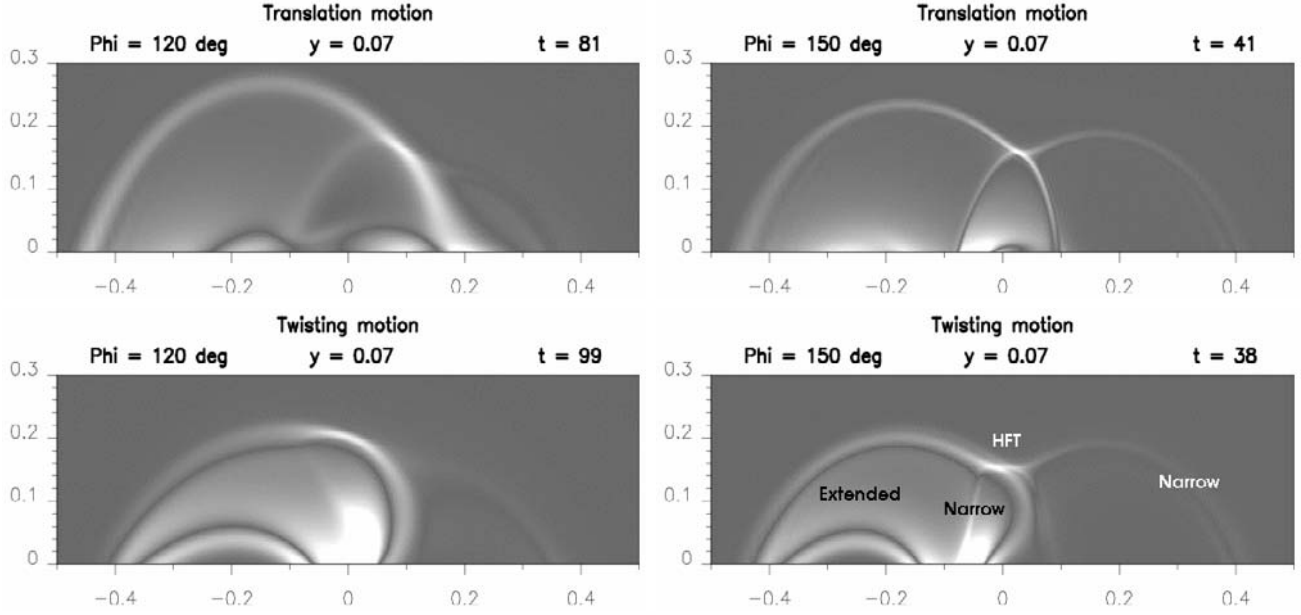 Translation motion
Phi = 120 deg y = 0.07 t = 81
0.3
0.2
0.1
0
−0.4 −0.2 0 0.2 0.4
Translation motion
Phi = 150 deg y = 0.07 t = 41
0.3
0.2
0.1
0
−0.4 −0.2 0 0.2 0.4
Twisting motion
Phi = 120 deg y = 0.07 t = 99
0.3
0.2
0.1
0
−0.4 −0.2 0 0.2 0.4
Twisting motion
Phi = 150 deg y = 0.07 t = 38
0.3
0.2
HFT
Narrow
Extended
0.1
Narrow
0
−0.4 −0.2 0 0.2 0.4